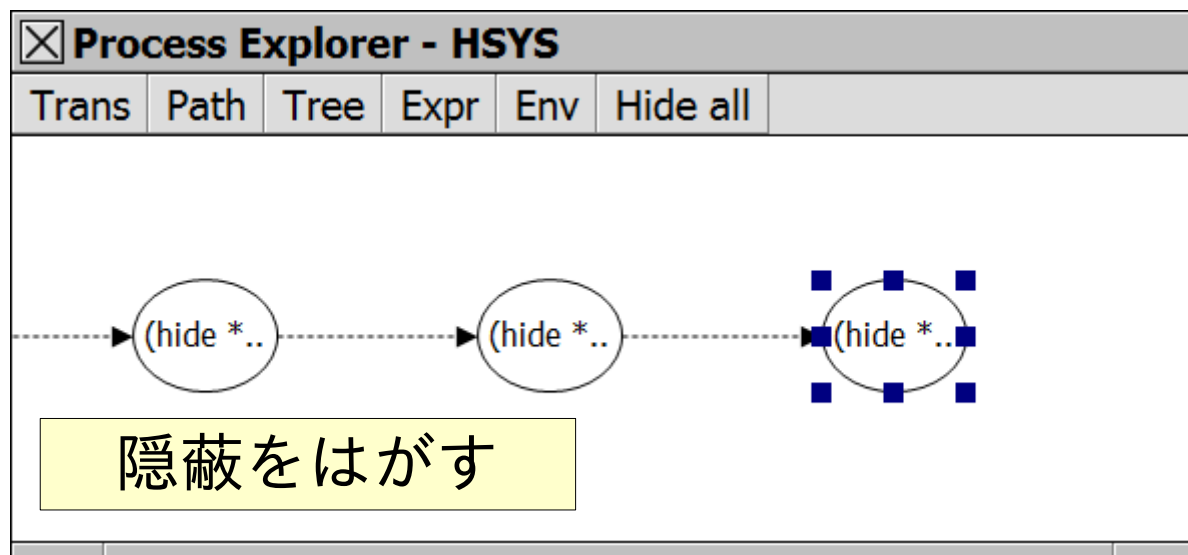 Process Explorer - HSYS
Trans Path Tree Expr Env Hide all
(hide *.. (hide *.. (hide *..
隠蔽をはがす